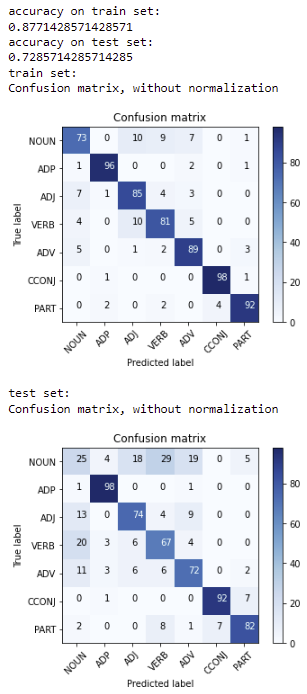 accuracy on train set:
0.8771428571428571
accuracy on test set:
0.7285714285714285
train set:
Confusion matrix, without normalization
Confusion matrix
NOUN 73 0 10 9 7 0 1
ADP 1 96 0 0 2 0 1
ADJ 7 1 85 4 3 0 0
VERB 4 0 10 81 5 0 0
ADV 5 0 1 2 89 0 3
CCONJ 0 1 0 0 0 98 1
PART 0 2 0 2 0 4 92
NOUN ADP ADJ VERB ADV CCONJ PART
True label
Predicted label
80
60
40
20
0
test set:
Confusion matrix, without normalization
Confusion matrix
NOUN 25 4 18 29 19 0 5
ADP 1 98 0 0 1 0 0
ADJ 13 0 74 4 9 0 0
VERB 20 3 6 67 4 0 0
ADV 11 3 6 6 72 0 2
CCONJ 0 1 0 0 0 92 7
PART 2 0 0 8 1 7 82
NOUN ADP ADJ VERB ADV CCONJ PART
True label
Predicted label
80
60
40
20
0